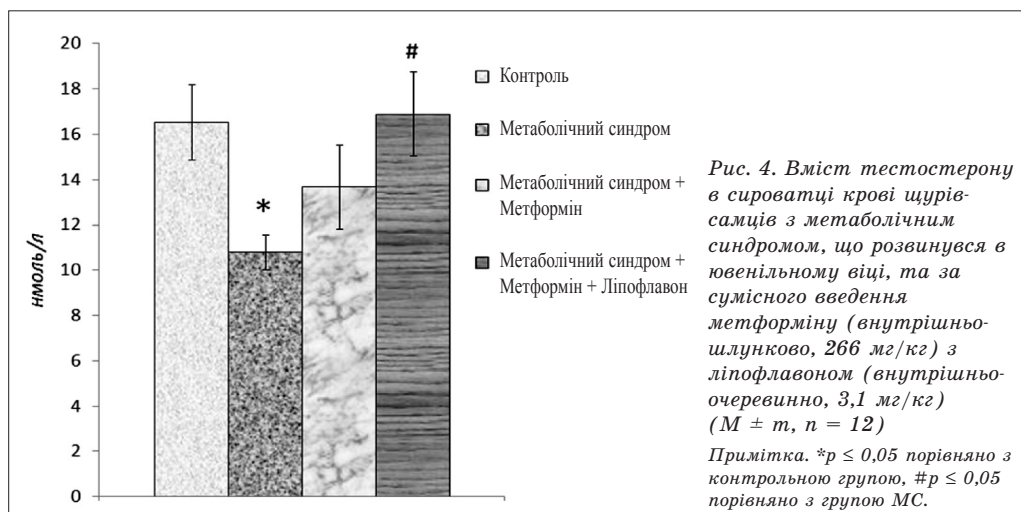 20
18
16
14
12
10
8
6
4
2
0
нмоль/л
*
#
Контроль
Метаболічний синдром
Метаболічний синдром +
Метформін
Метаболічний синдром +
Метформін + Ліпофлавон
Рис. 4. Вміст тестостерону
в сироватці крові щурів-
самців з метаболічним
синдромом, що розвинувся в
ювенільному віці, та за
сумісного введення
метформіну (внутрішньо-
шлунково, 266 мг/кг) з
ліпофлавоном (внутрішньо-
очеревинно, 3,1 мг/кг)
(M ± m, n = 12)
Примітка. *p ≤ 0,05 порівняно з
контрольною групою, #p ≤ 0,05
порівняно з групою МС.